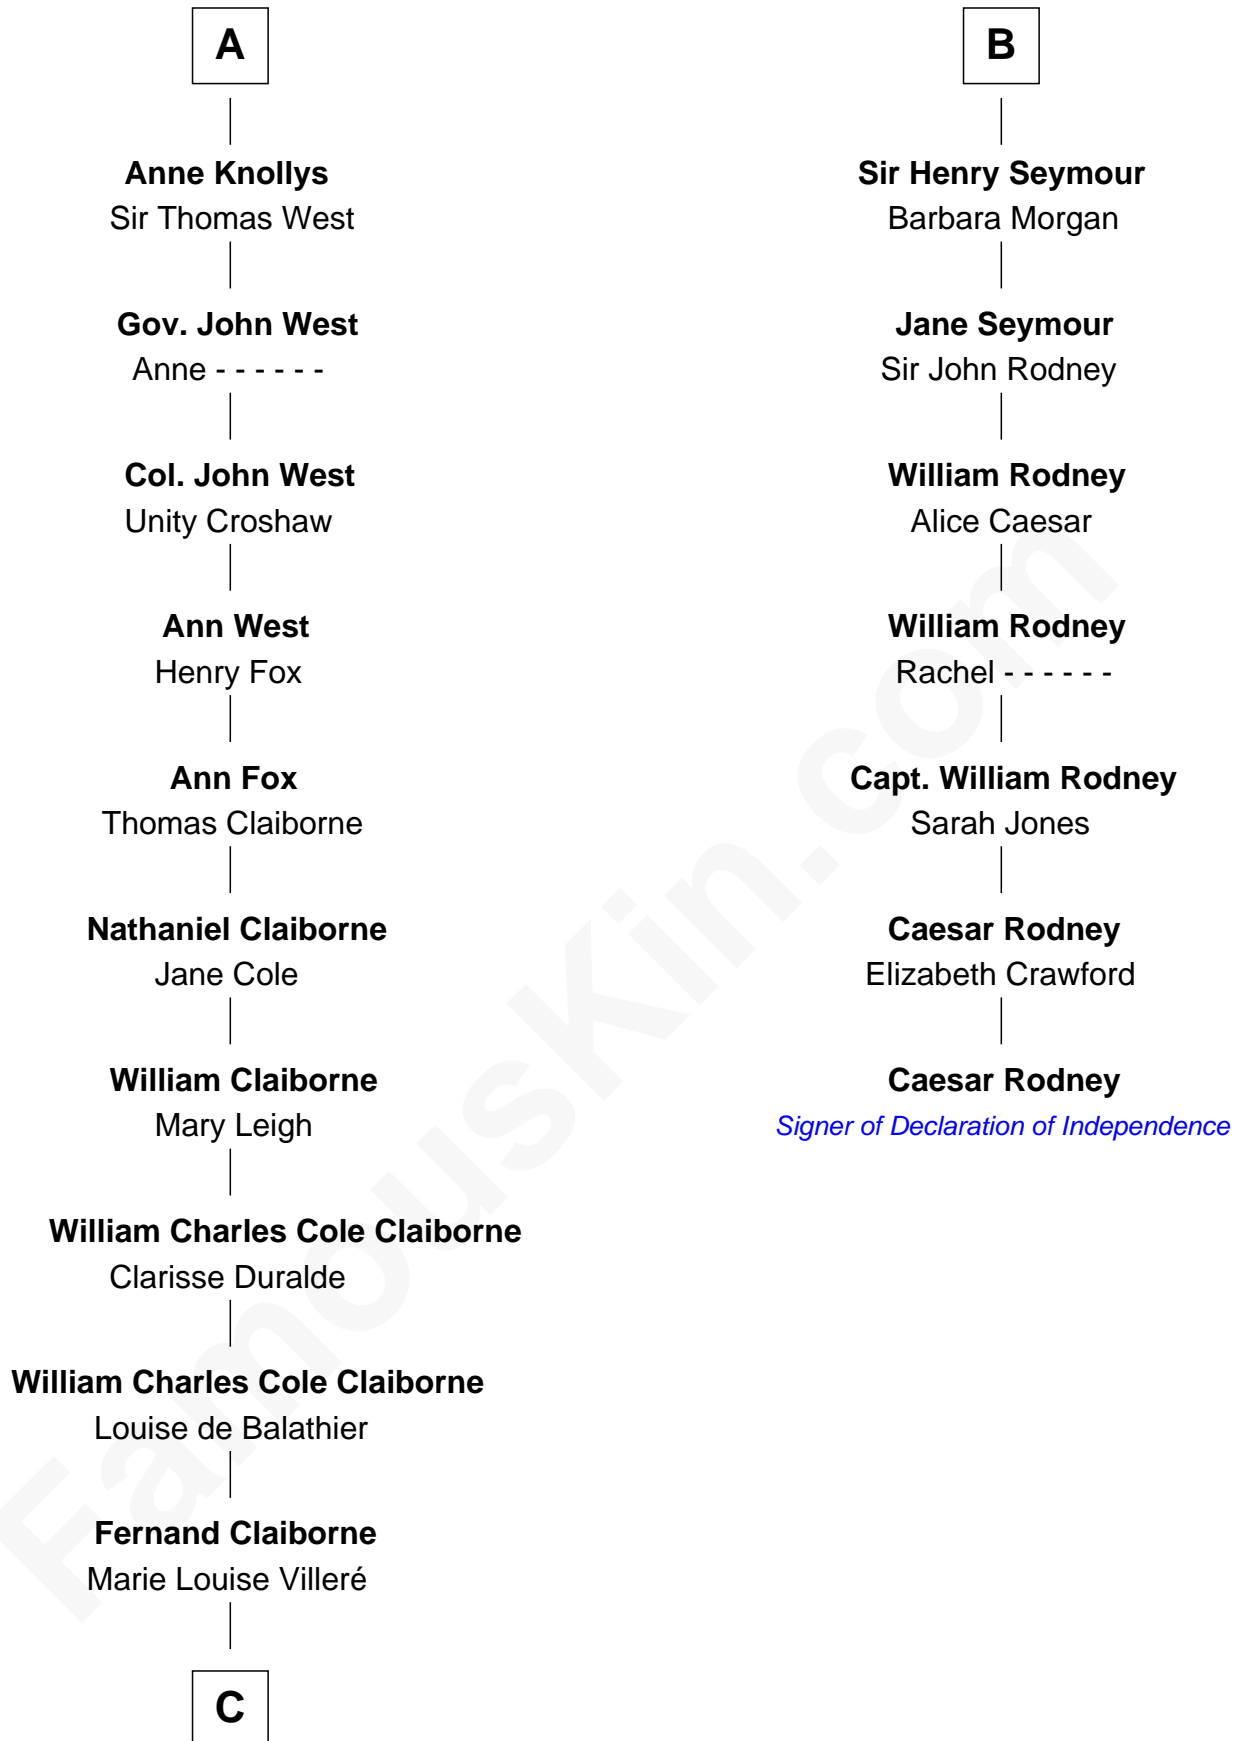 A
Anne Knollys
Sir Thomas West
Gov. John West
Anne - - - - - -
Col. John West
Unity Croshaw
Ann West
Henry Fox
Ann Fox
Thomas Claiborne
Nathaniel Claiborne
Jane Cole
William Claiborne
Mary Leigh
William Charles Cole Claiborne
Clarisse Duralde
William Charles Cole Claiborne
Louise de Balathier
Fernand Claiborne
Marie Louise Villeré
C
B
Sir Henry Seymour
Barbara Morgan
Jane Seymour
Sir John Rodney
William Rodney
Alice Caesar
William Rodney
Rachel - - - - - -
Capt. William Rodney
Sarah Jones
Caesar Rodney
Elizabeth Crawford
Caesar Rodney
Signer of Declaration of Independence
FamousKin.com